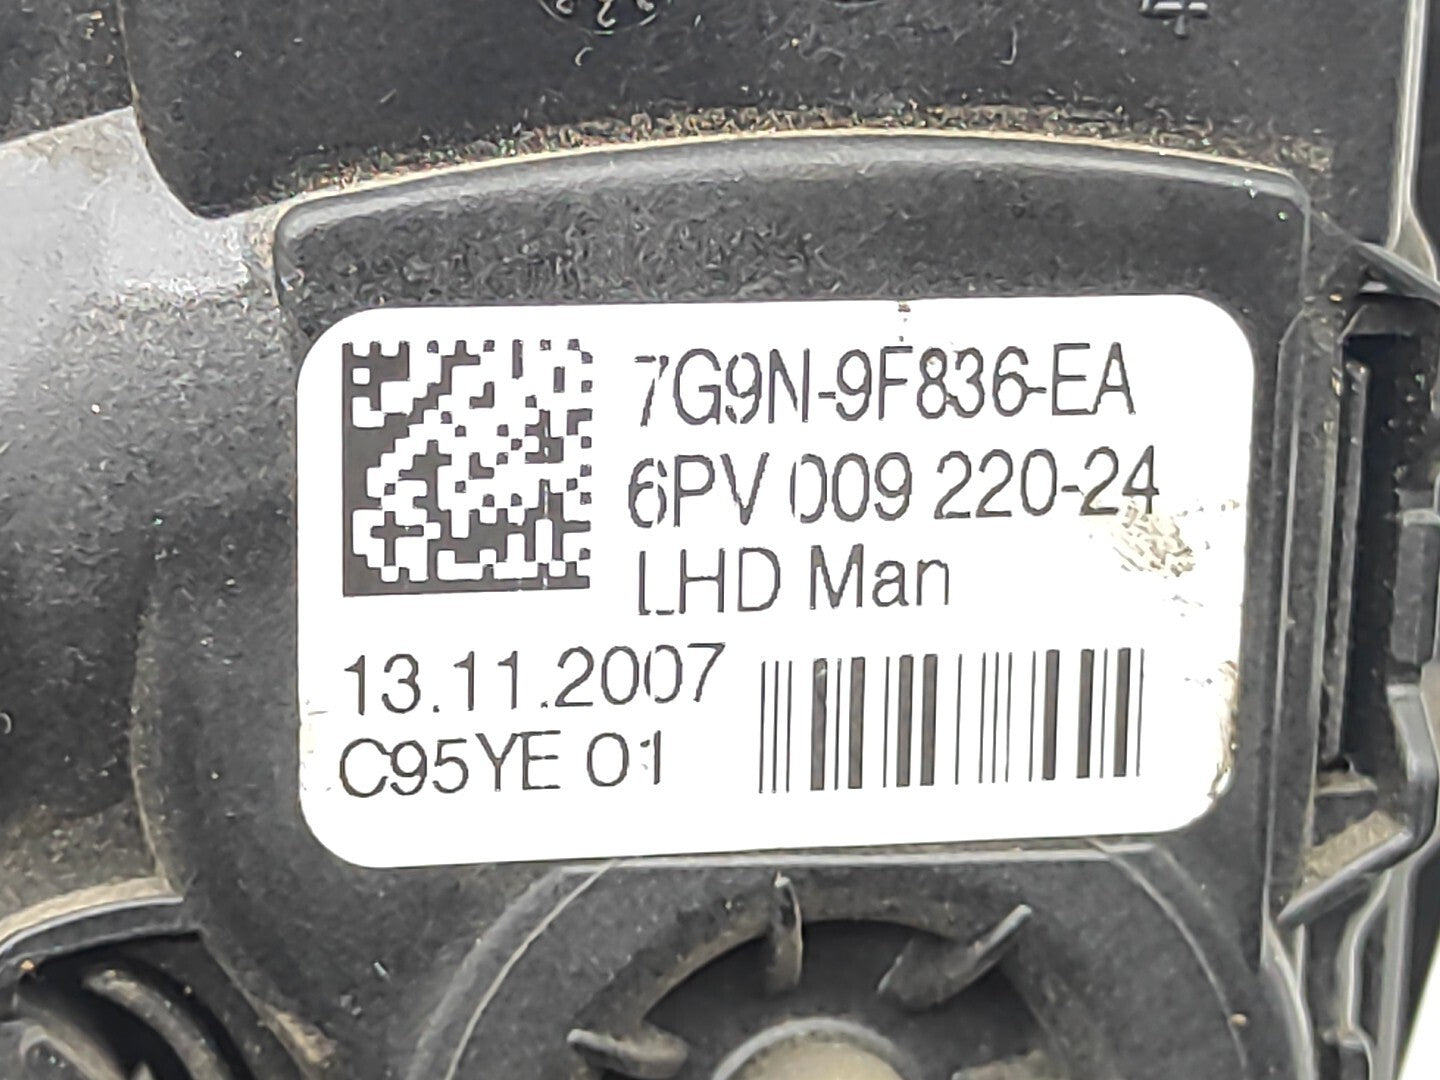 7G9N-9F836-EA
6PV 009 220-24
LHD Man
13.11.2007
C95YE 01